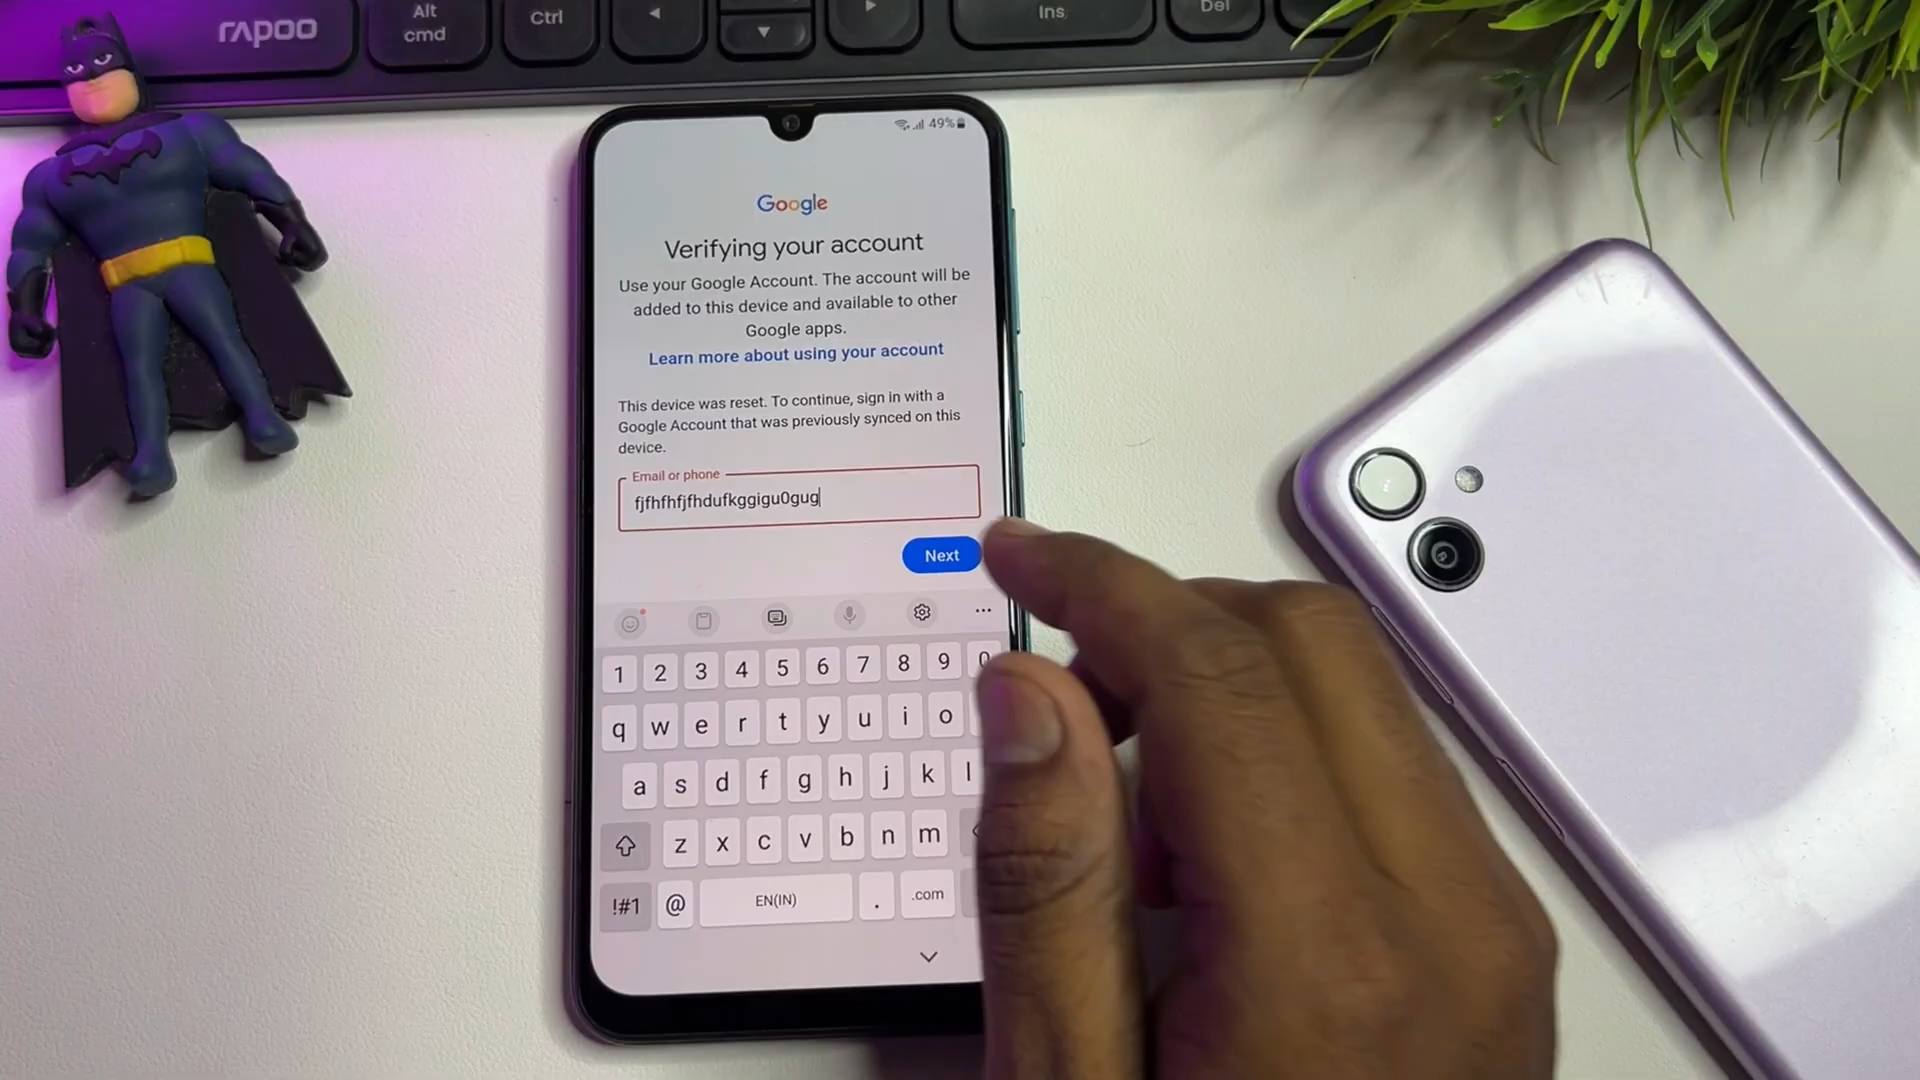 rapoo
Alt
cmd
Ctrl
Ins
Del
49%
Google
Verifying your account
Use your Google Account. The account will be
added to this device and available to other
Google apps.
Learn more about using your account
This device was reset. To continue, sign in with a
Google Account that was previously synced on this
device.
Email or phone
fjfhfhfjfhdufkggigu0gug
Next
1 2 3 4 5 6 7 8 9 0
q w e r t y u i o
a s d f g h j k l
z x c v b n m
!#1 @ EN(IN) . .com